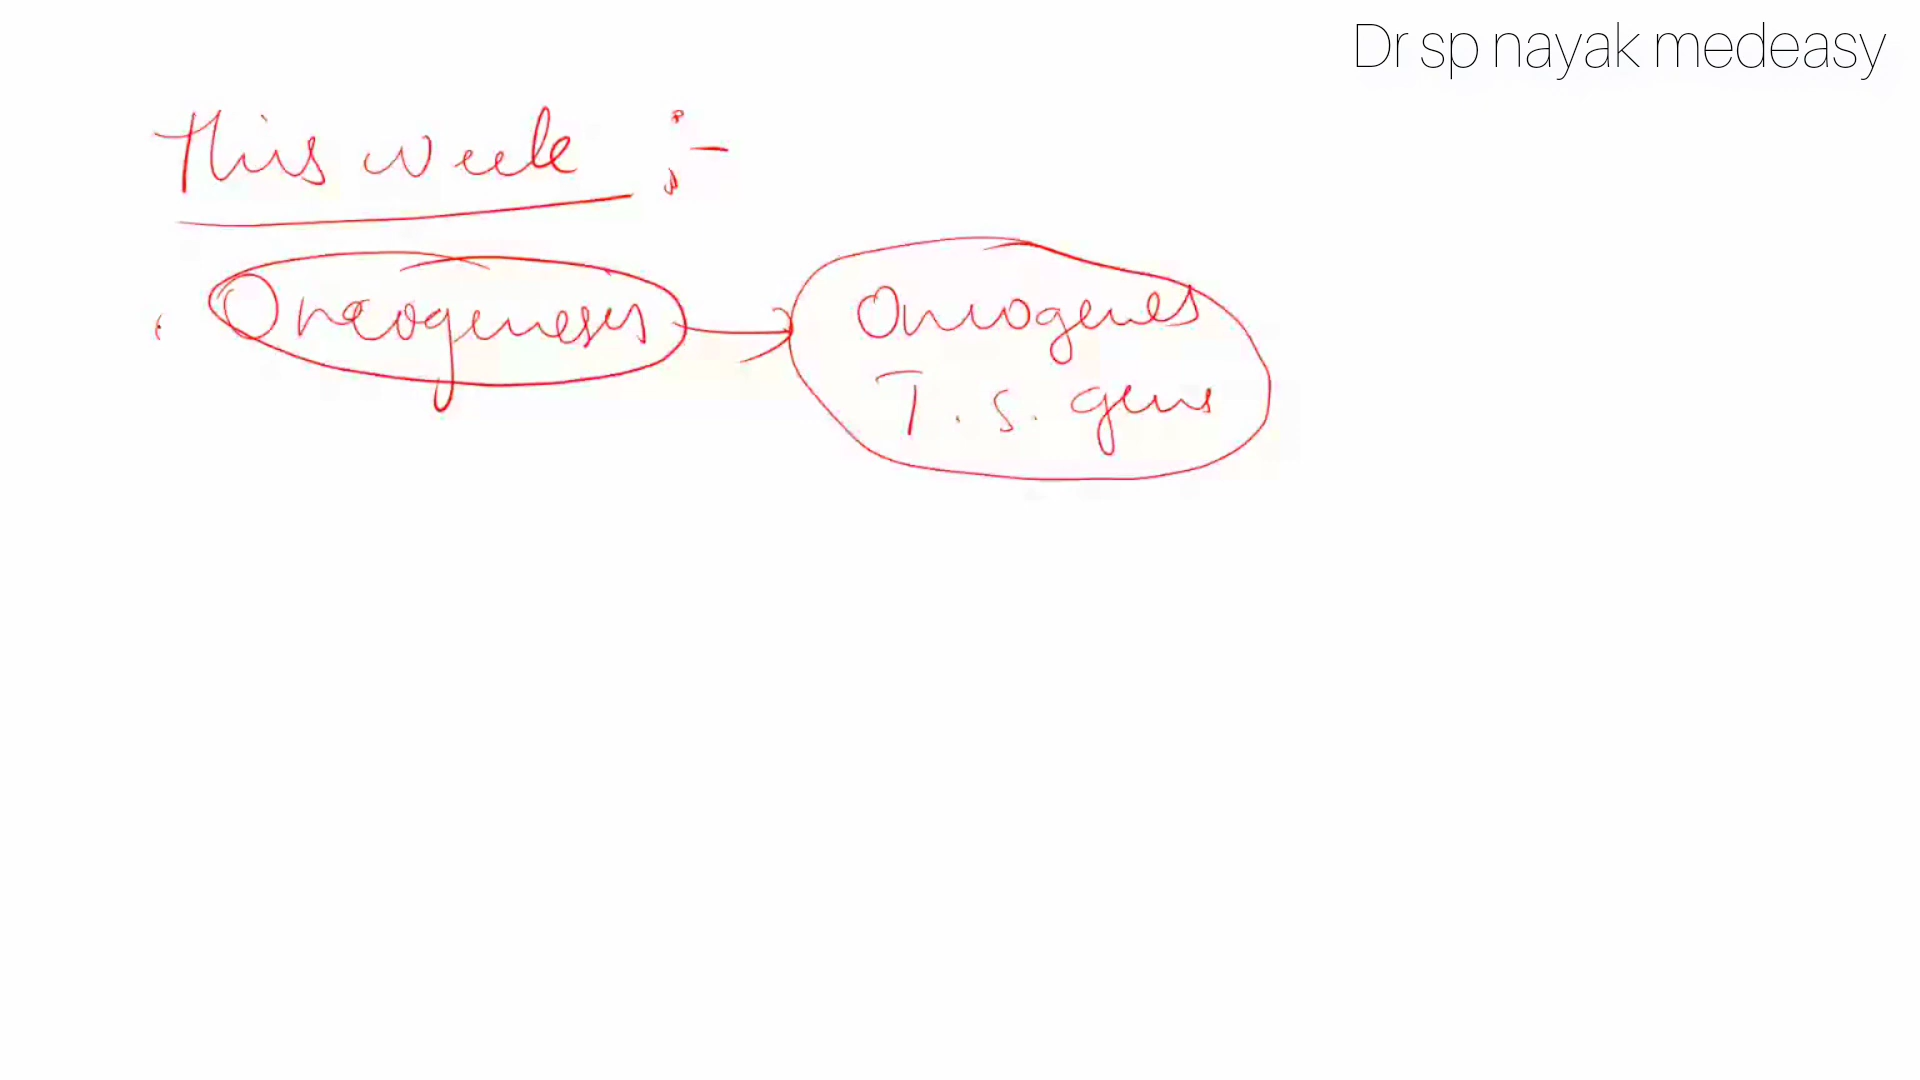 Dr sp nayak medeasy
This week :-
Oncogenesis → Oncogenes
T.S. genes